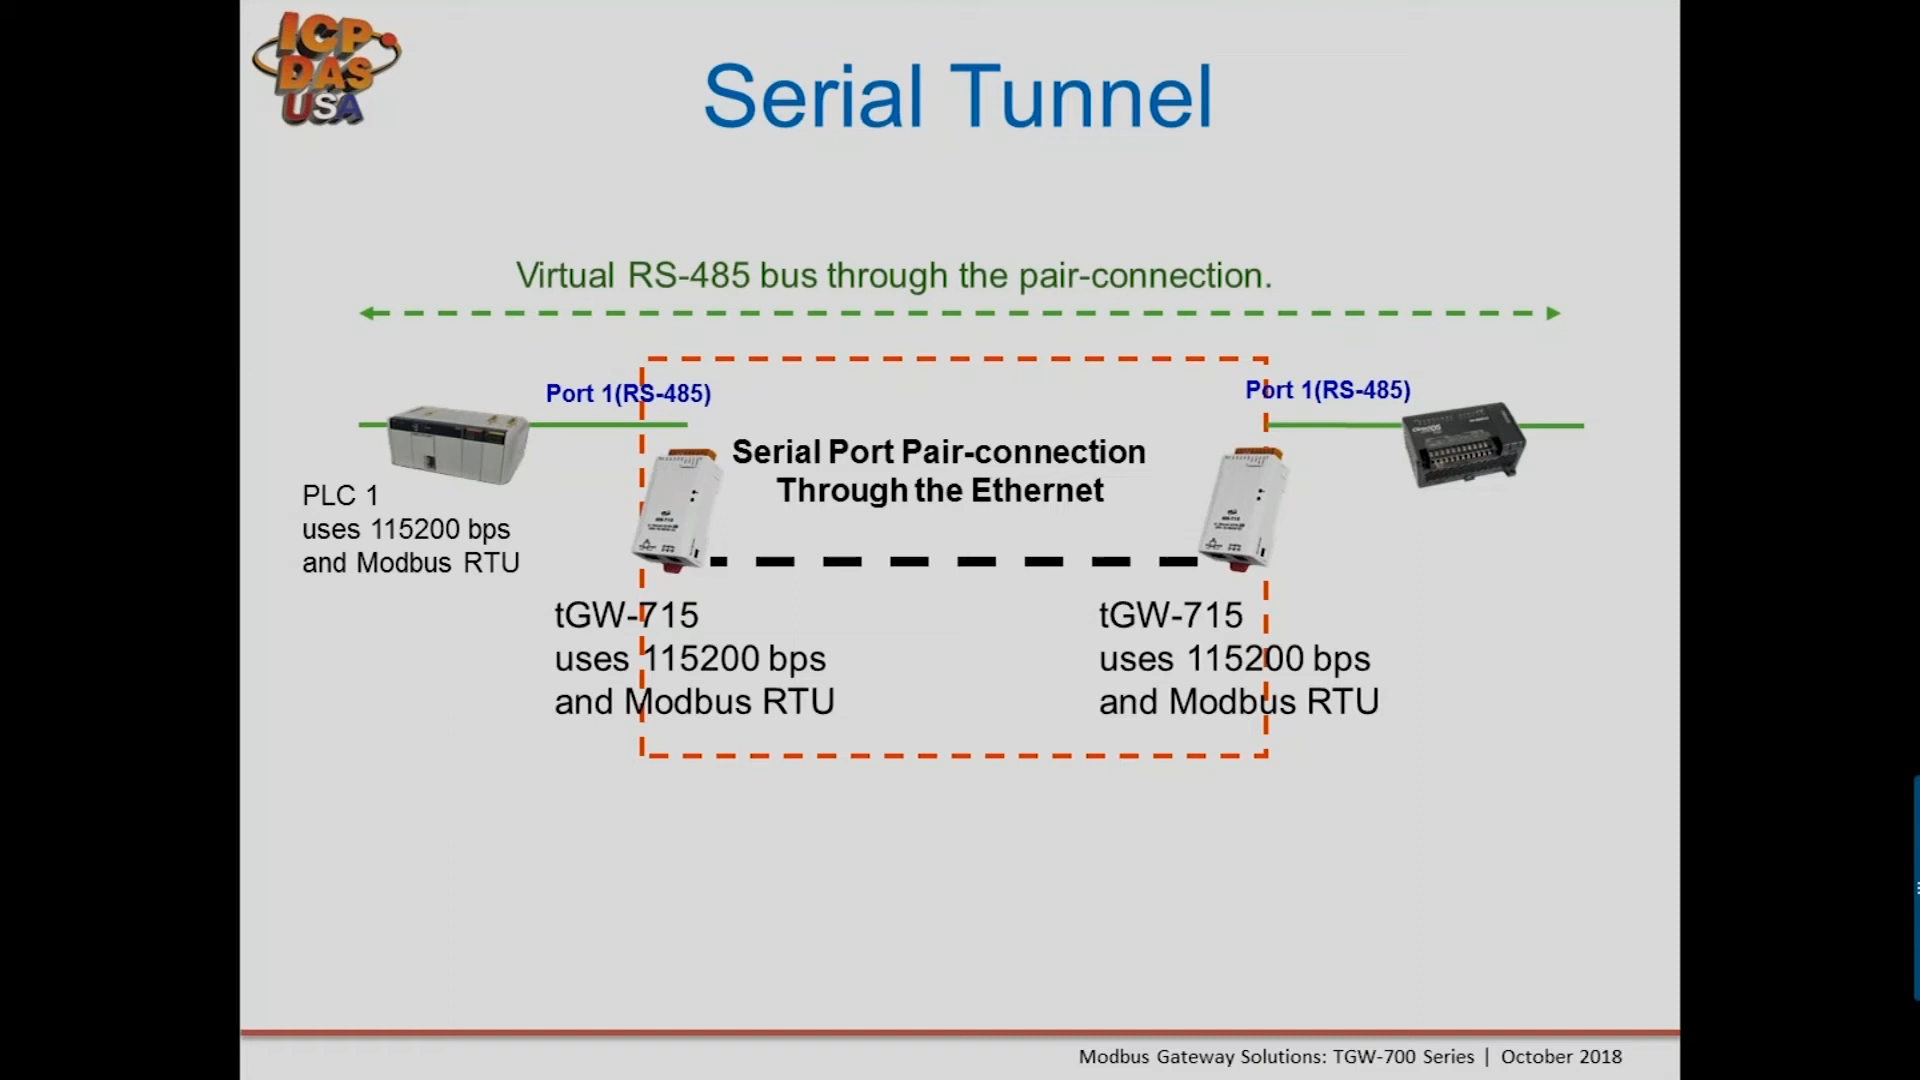 ICP
DAS
USA
Serial Tunnel
Virtual RS-485 bus through the pair-connection.
Port 1(RS-485)
Port 1(RS-485)
Serial Port Pair-connection
Through the Ethernet
PLC 1
uses 115200 bps
and Modbus RTU
tGW-715
uses 115200 bps
and Modbus RTU
tGW-715
uses 115200 bps
and Modbus RTU
Modbus Gateway Solutions: TGW-700 Series | October 2018